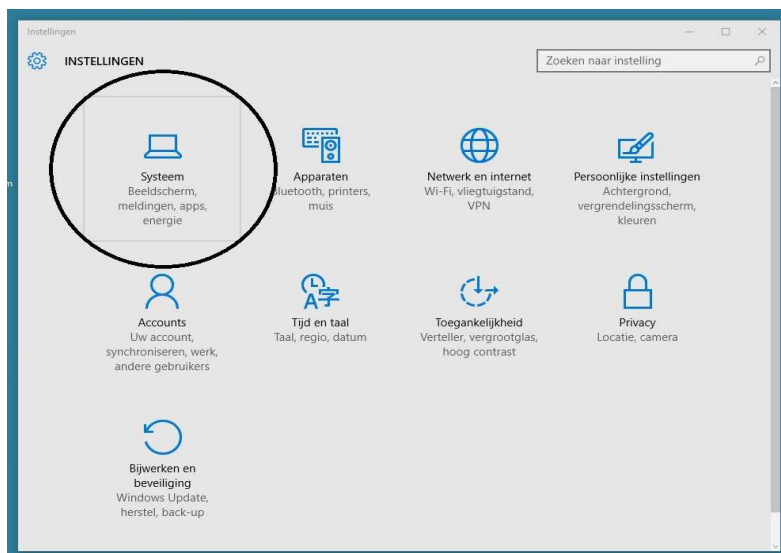 Instellingen
INSTELLINGEN
Zoeken naar instelling
Systeem
Beeldscherm,
meldingen, apps,
energie
Apparaten
Bluetooth, printers,
muis
Netwerk en internet
Wi-Fi, vliegtuigstand,
VPN
Persoonlijke instellingen
Achtergrond,
vergrendelingsscherm,
kleuren
Accounts
Uw account,
synchroniseren, werk,
andere gebruikers
Tijd en taal
Taal, regio, datum
Toegankelijkheid
Verteller, vergrootglas,
hoog contrast
Privacy
Locatie, camera
Bijwerken en
beveiliging
Windows Update,
herstel, back-up